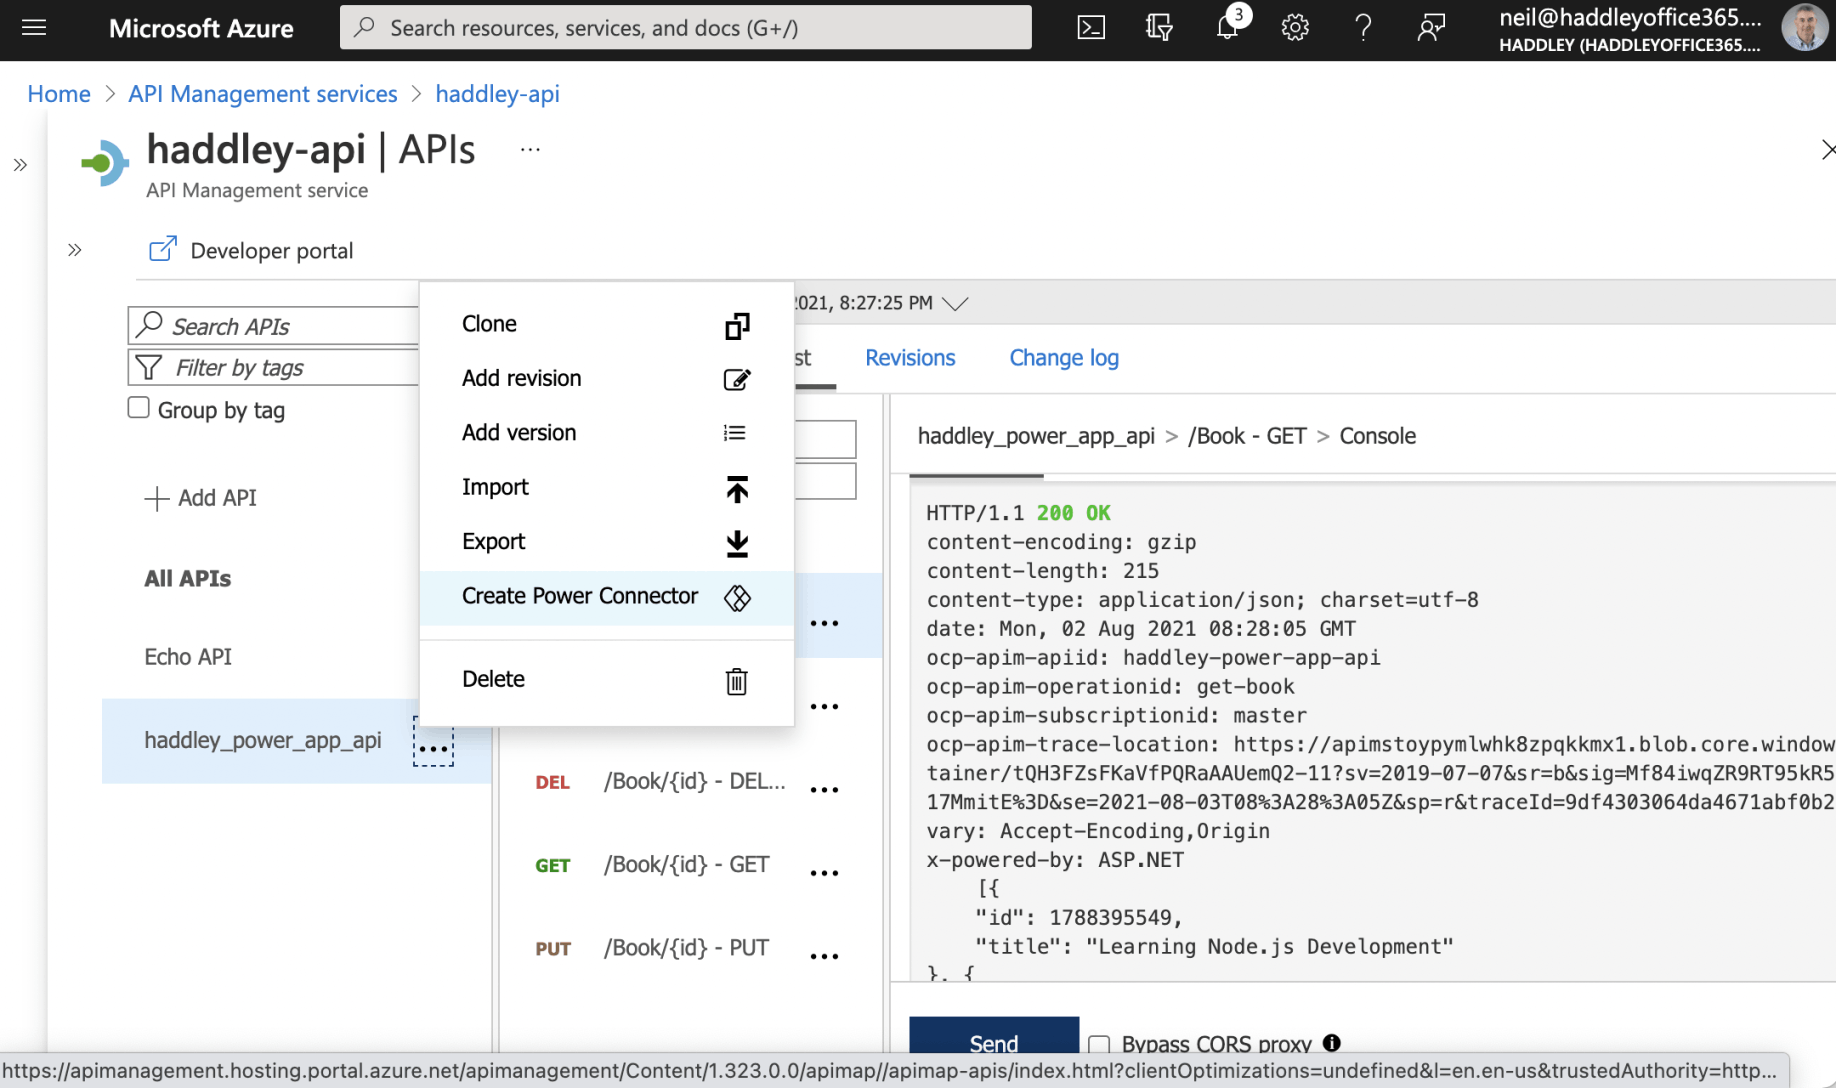 Microsoft Azure
Search resources, services, and docs (G+/)
3
neil@haddleyoffice365....
HADDLEY (HADDLEYOFFICE365....
Home > API Management services > haddley-api
haddley-api | APIs ...
API Management service
Developer portal
Search APIs
Filter by tags
Group by tag
Add API
All APIs
Echo API
haddley_power_app_api ...
Clone
Add revision
Add version
Import
Export
Create Power Connector
Delete
2021, 8:27:25 PM
st
Revisions
Change log
...
...
DEL /Book/{id} - DEL... ...
GET /Book/{id} - GET ...
PUT /Book/{id} - PUT ...
haddley_power_app_api > /Book - GET > Console
HTTP/1.1 200 OK
content-encoding: gzip
content-length: 215
content-type: application/json; charset=utf-8
date: Mon, 02 Aug 2021 08:28:05 GMT
ocp-apim-apiid: haddley-power-app-api
ocp-apim-operationid: get-book
ocp-apim-subscriptionid: master
ocp-apim-trace-location: https://apimstoypymlwhk8zpqkkmx1.blob.core.window
tainer/tQH3FZsFKaVfPQRaAAUemQ2-11?sv=2019-07-07&sr=b&sig=Mf84iwqZR9RT95kR5
17MmitE%3D&se=2021-08-03T08%3A28%3A05Z&sp=r&traceId=9df4303064da4671abf0b2
vary: Accept-Encoding,Origin
x-powered-by: ASP.NET
[{
"id": 1788395549,
"title": "Learning Node.js Development"
}, {
Send
Bypass CORS proxy
https://apimanagement.hosting.portal.azure.net/apimanagement/Content/1.323.0.0/apimap//apimap-apis/index.html?clientOptimizations=undefined&l=en.en-us&trustedAuthority=http...